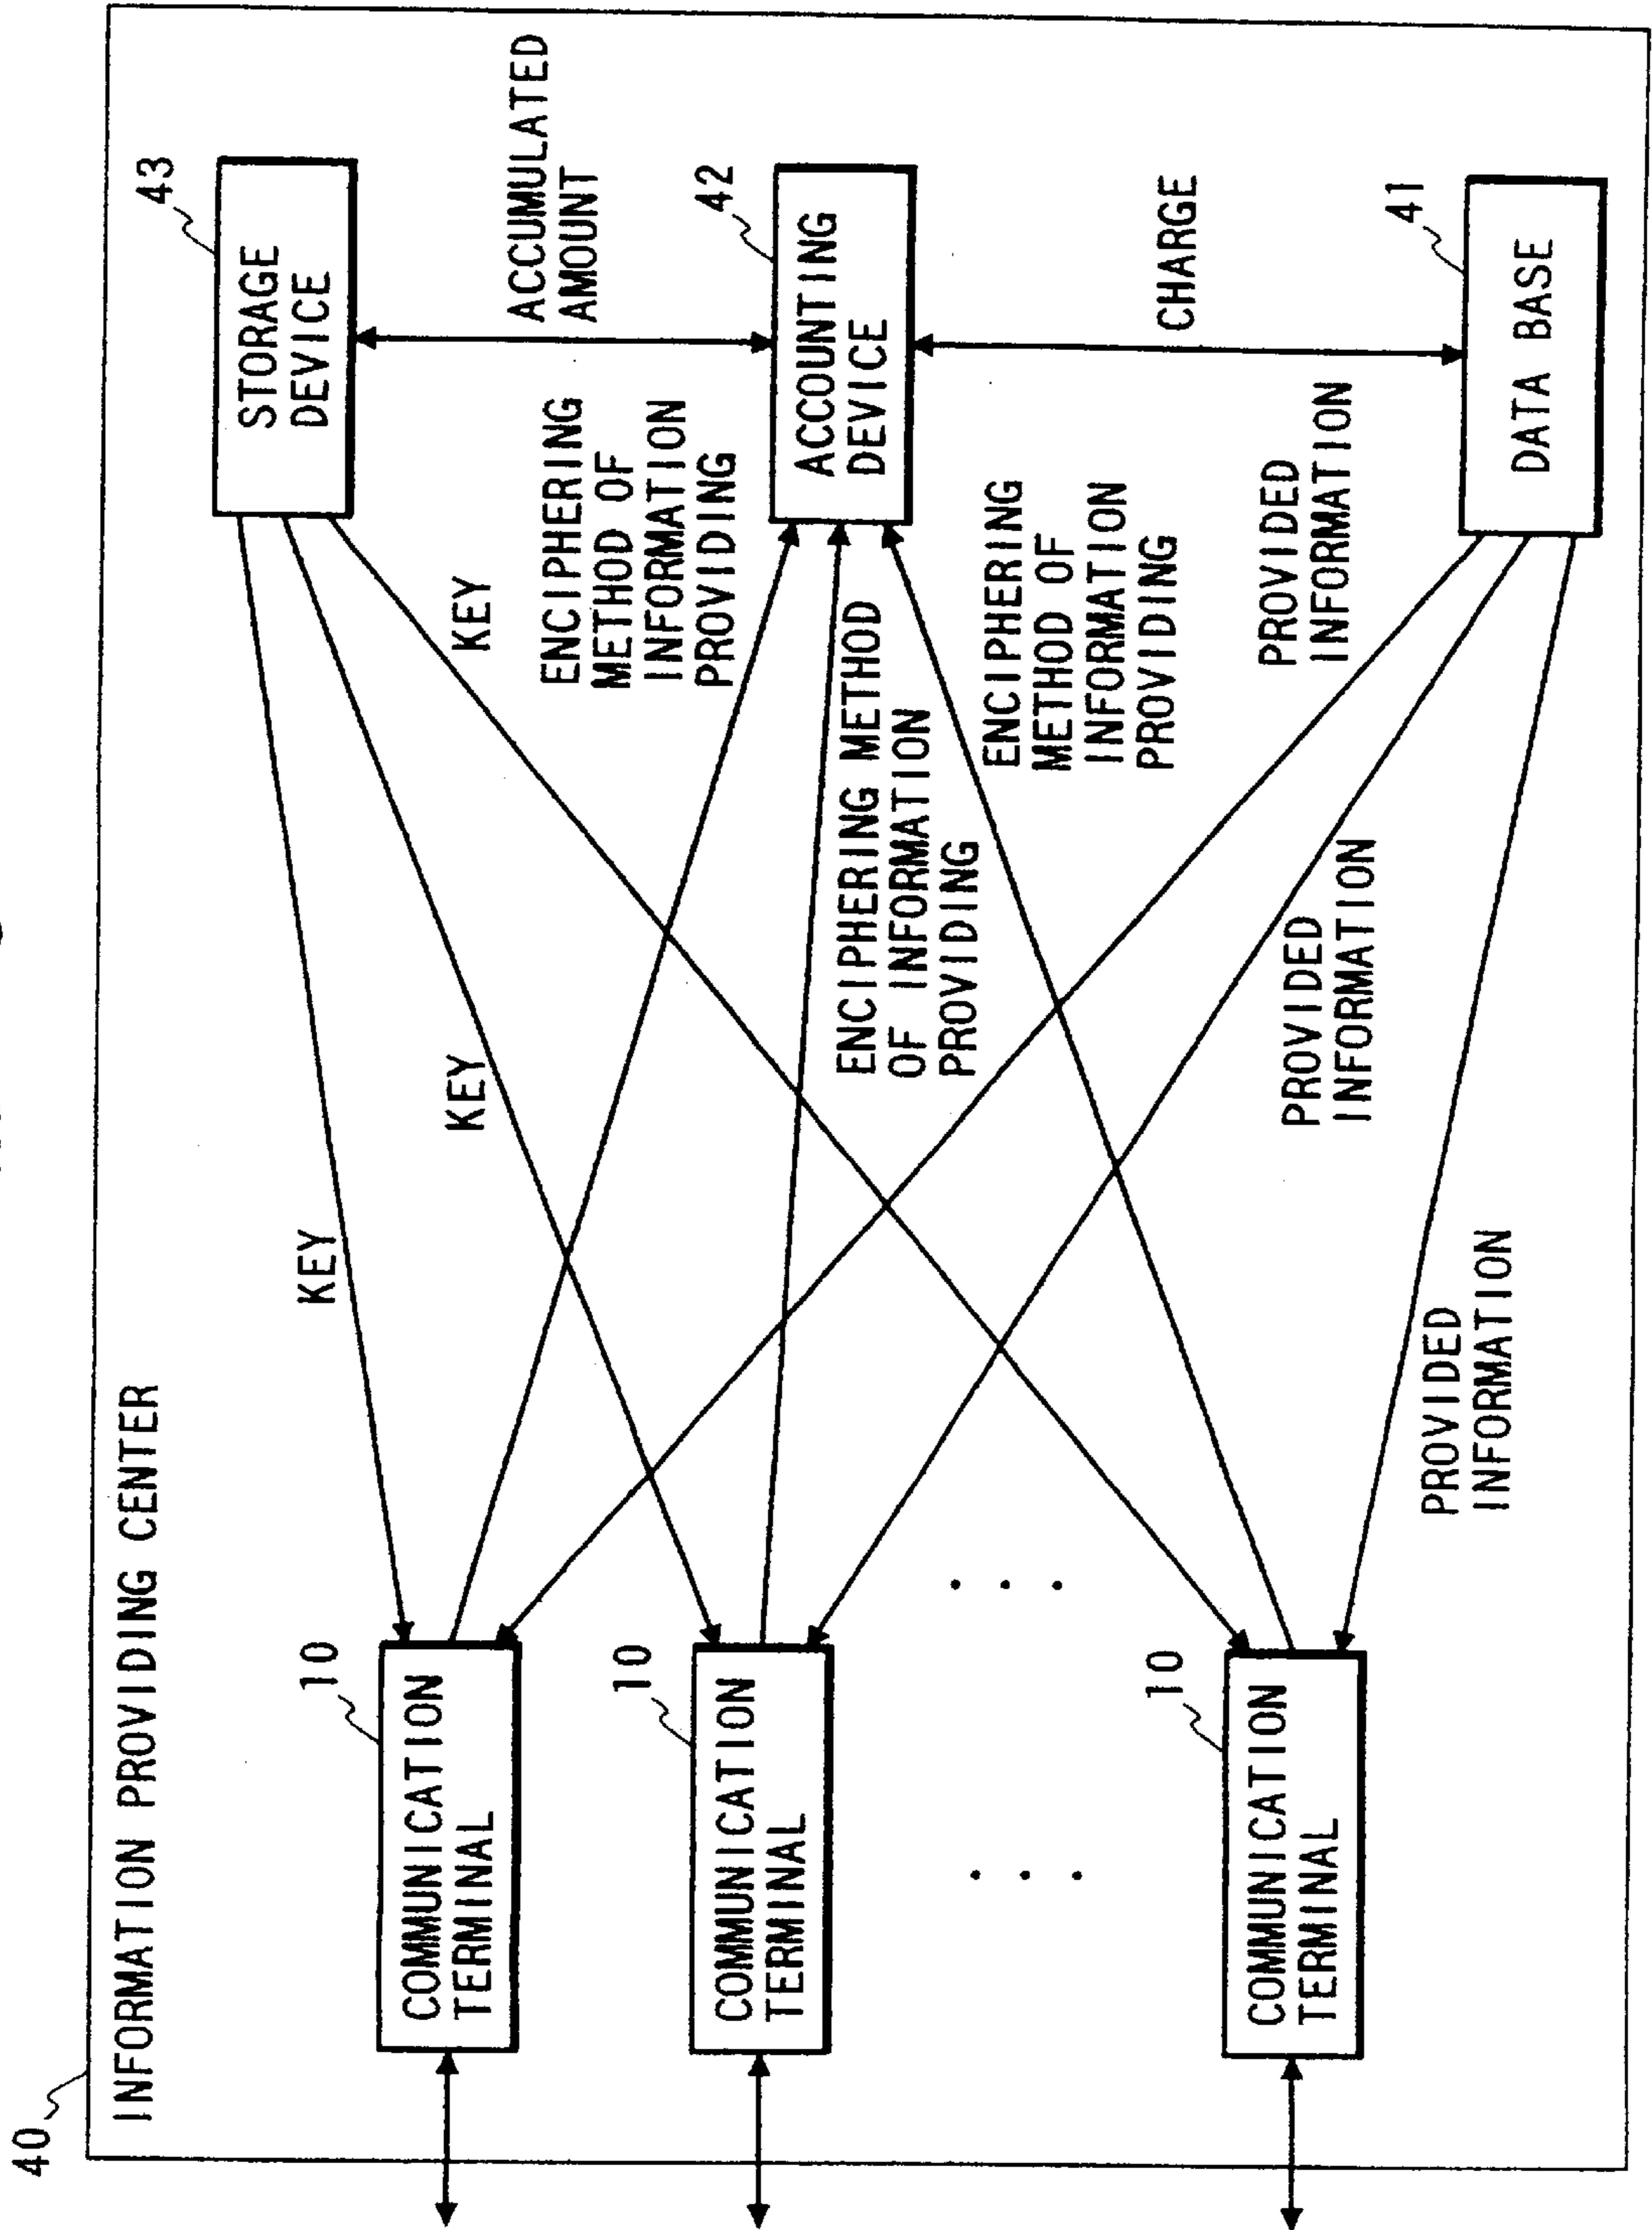 40
INFORMATION PROVIDING CENTER
10
COMMUNICATION
TERMINAL
10
COMMUNICATION
TERMINAL
10
COMMUNICATION
TERMINAL
. . .
. . .
KEY
KEY
KEY
ENCIPHERING
METHOD OF
INFORMATION
PROVIDING
ENCIPHERING METHOD
OF INFORMATION
PROVIDING
ENCIPHERING
METHOD OF
INFORMATION
PROVIDING
PROVIDED
INFORMATION
PROVIDED
INFORMATION
PROVIDED
INFORMATION
43
STORAGE
DEVICE
ACCUMULATED
AMOUNT
42
ACCOUNTING
DEVICE
CHARGE
41
DATA BASE